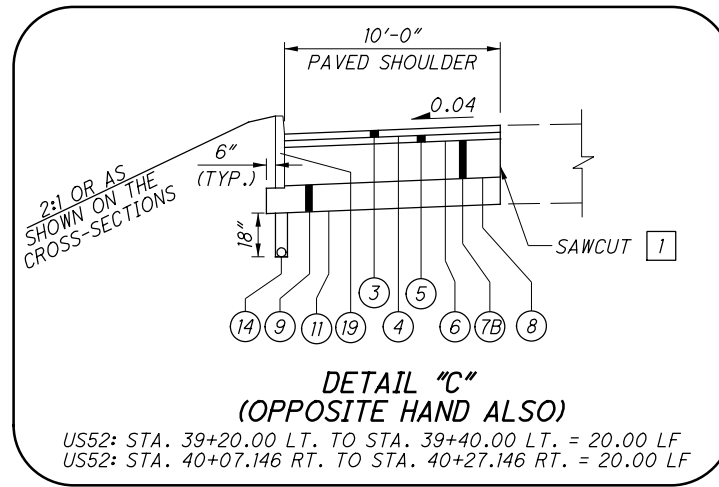 10'-0"
PAVED SHOULDER
0.04
6"
(TYP.)
2:1 OR AS
SHOWN ON THE
CROSS-SECTIONS
18"
SAWCUT 1
3 5
14 9 11 19 4 6 7B 8
DETAIL "C"
(OPPOSITE HAND ALSO)
US52: STA. 39+20.00 LT. TO STA. 39+40.00 LT. = 20.00 LF
US52: STA. 40+07.146 RT. TO STA. 40+27.146 RT. = 20.00 LF